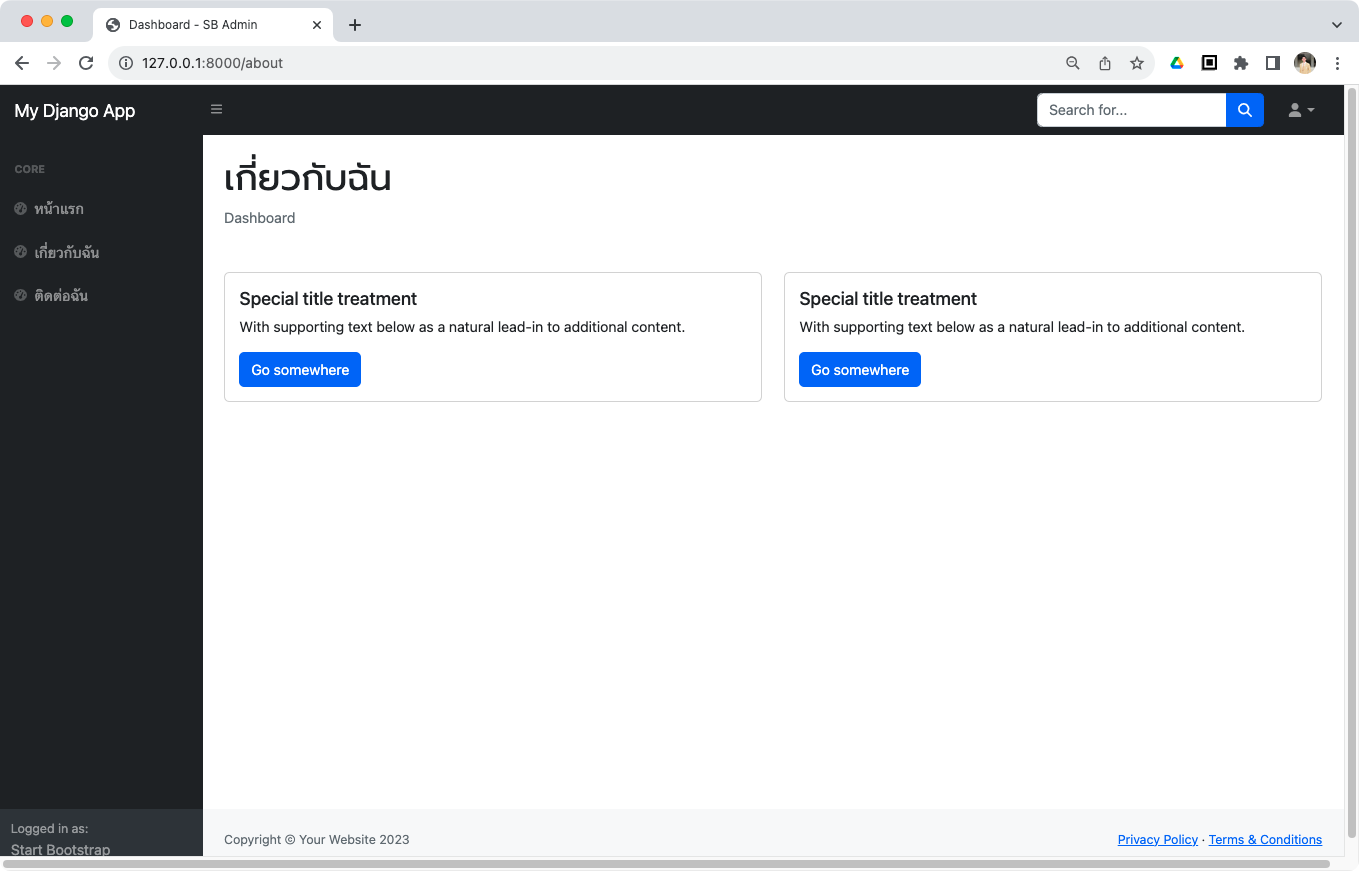 Dashboard - SB Admin
127.0.0.1:8000/about
My Django App
Search for...
CORE
หน้าแรก
เกี่ยวกับฉัน
ติดต่อฉัน
เกี่ยวกับฉัน
Dashboard
Special title treatment
With supporting text below as a natural lead-in to additional content.
Go somewhere
Special title treatment
With supporting text below as a natural lead-in to additional content.
Go somewhere
Logged in as:
Start Bootstrap
Copyright © Your Website 2023
Privacy Policy · Terms & Conditions